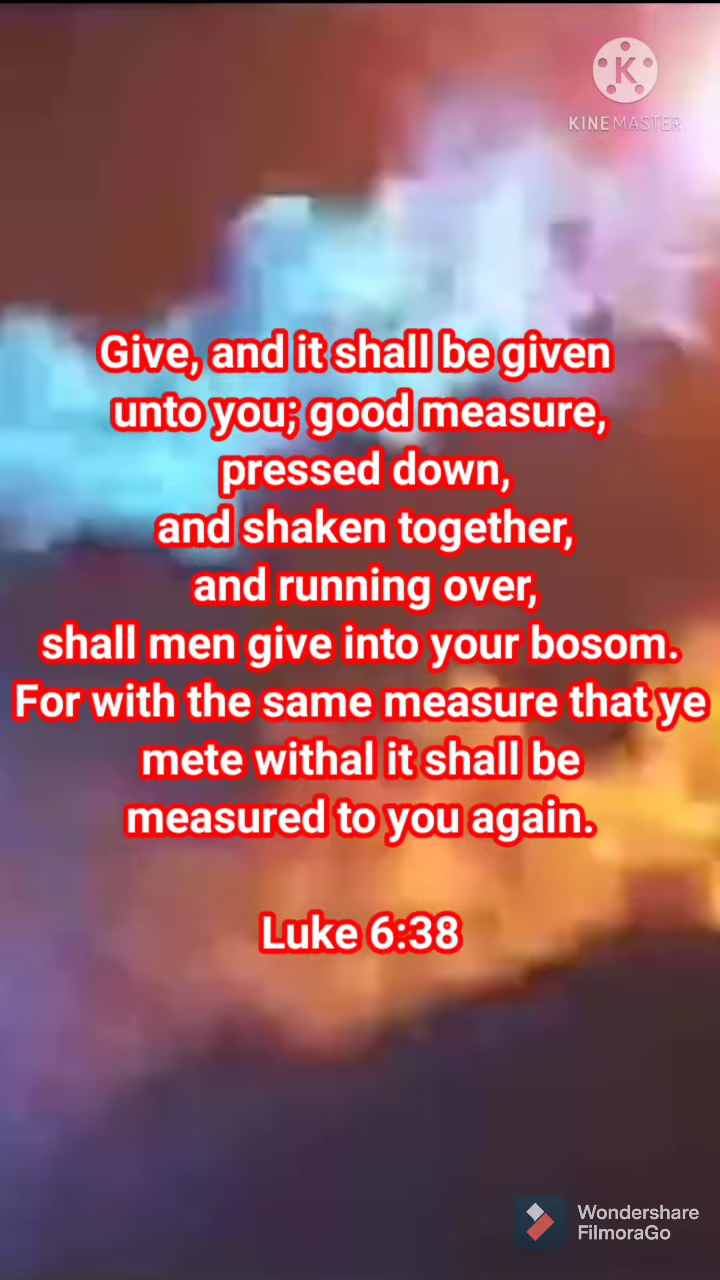 KINEMASTER
Give, and it shall be given
unto you; good measure,
pressed down,
and shaken together,
and running over,
shall men give into your bosom.
For with the same measure that ye
mete withal it shall be
measured to you again.
Luke 6:38
Wondershare
FilmoraGo